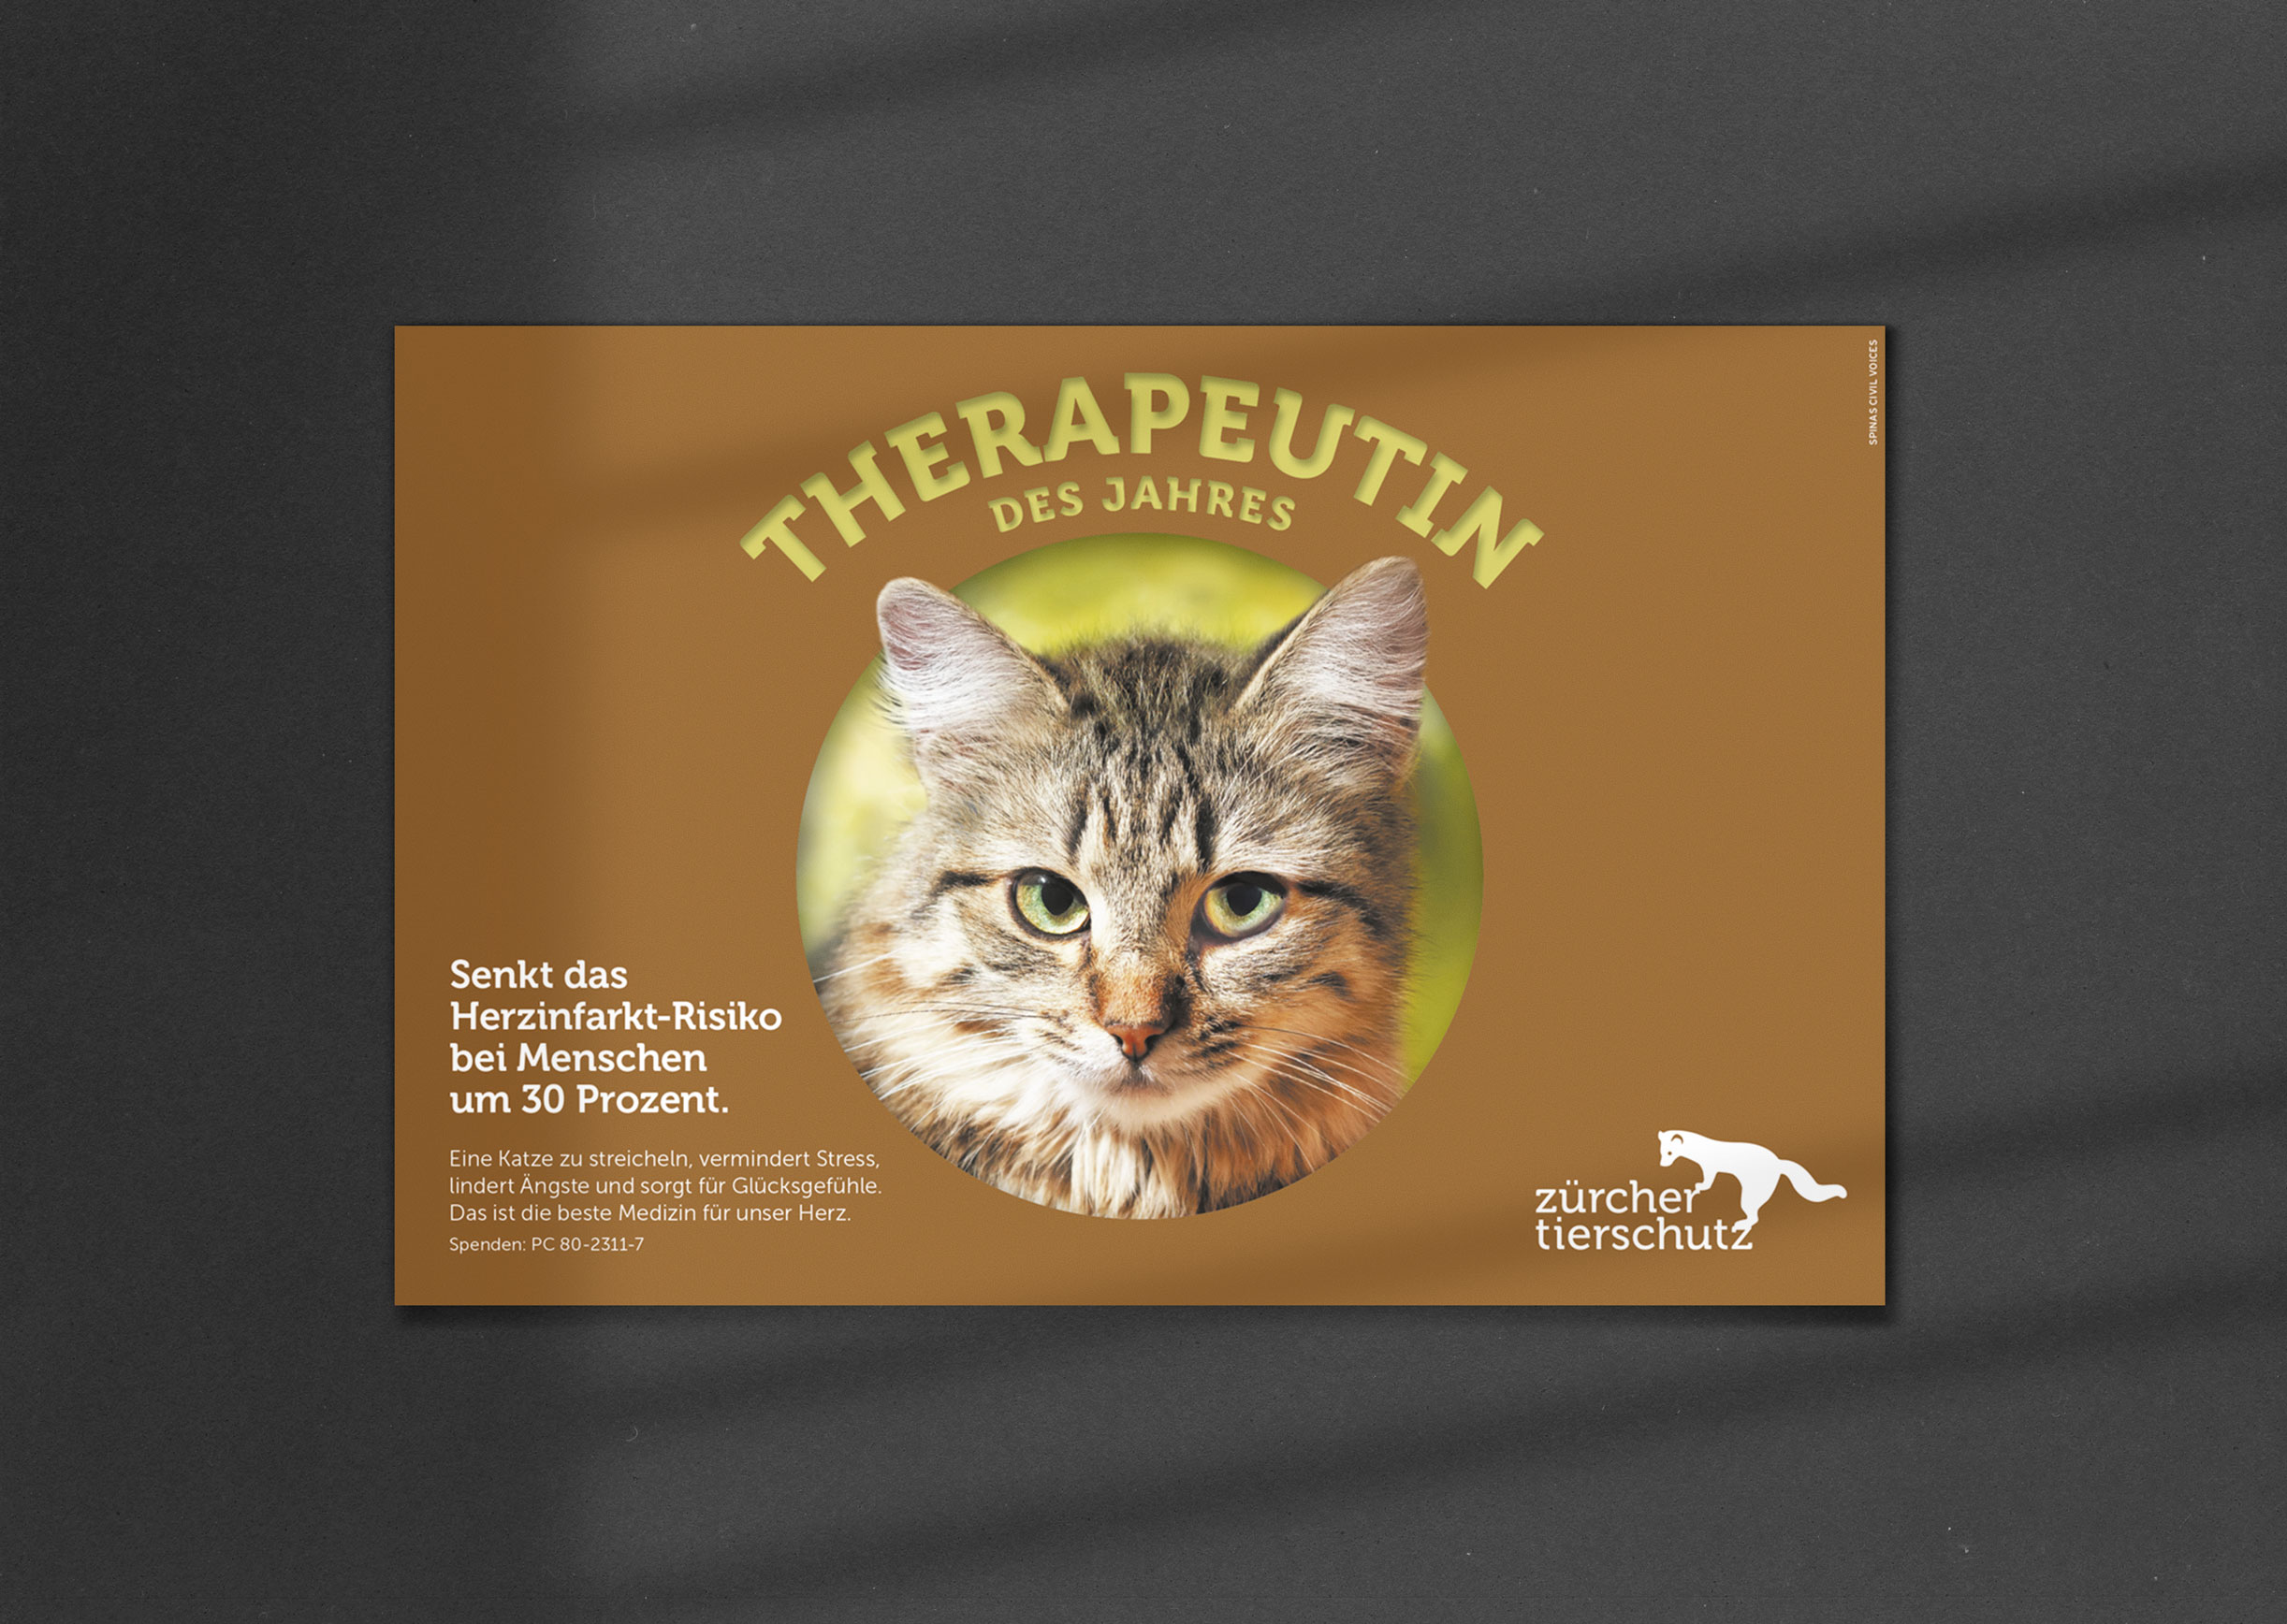 THERAPEUTIN
DES JAHRES
SPINAS CIVIL VOICES
Senkt das
Herzinfarkt-Risiko
bei Menschen
um 30 Prozent.
Eine Katze zu streicheln, vermindert Stress,
lindert Ängste und sorgt für Glücksgefühle.
Das ist die beste Medizin für unser Herz.
Spenden: PC 80-2311-7
zürcher
tierschutz